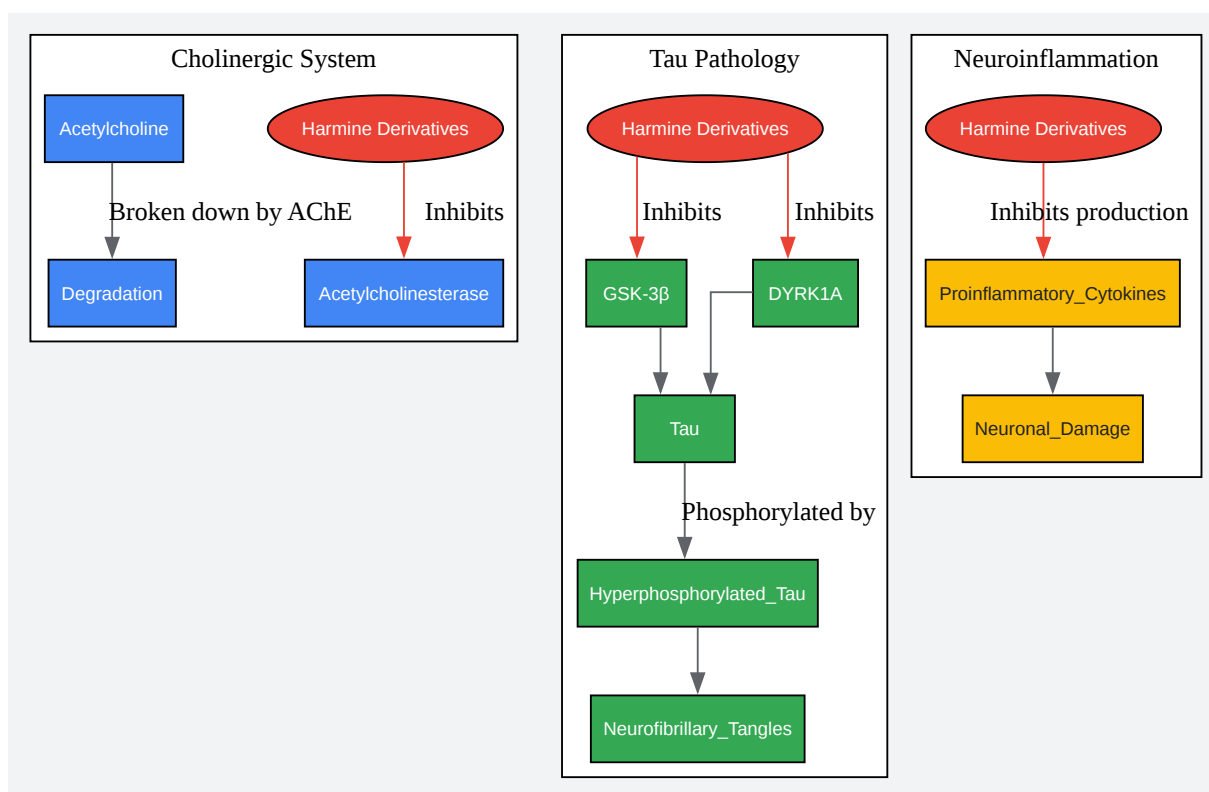 Cholinergic System
Acetylcholine
Harmine Derivatives
Broken down by AChE
Inhibits
Degradation
Acetylcholinesterase
Tau Pathology
Harmine Derivatives
Inhibits
Inhibits
GSK-3β
DYRK1A
Tau
Phosphorylated by
Hyperphosphorylated_Tau
Neurofibrillary_Tangles
Neuroinflammation
Harmine Derivatives
Inhibits production
Proinflammatory_Cytokines
Neuronal_Damage